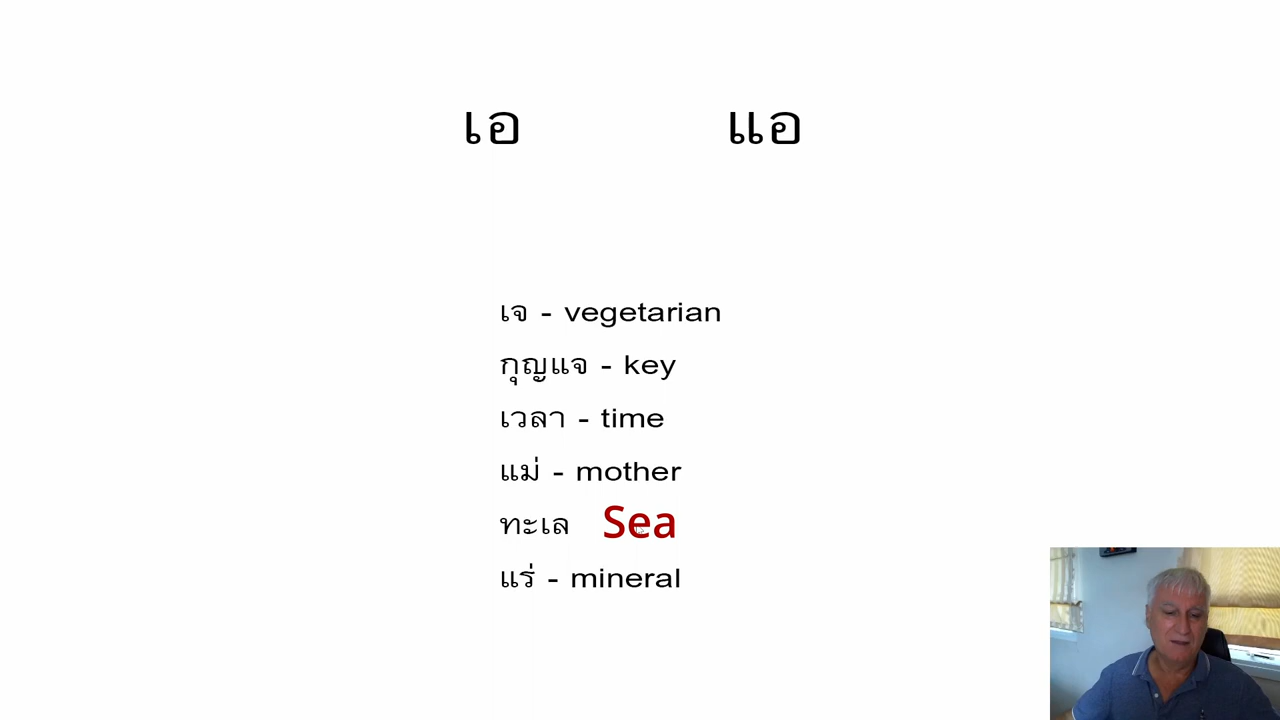 เอ แอ
เจ - vegetarian
กุญแจ - key
เวลา - time
แม่ - mother
ทะเล Sea
แร่ - mineral